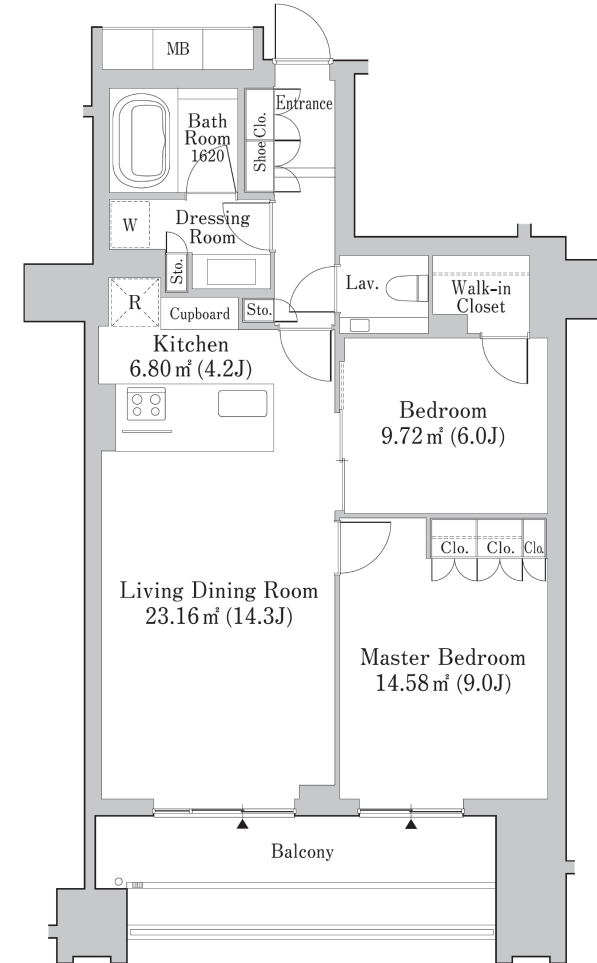 MB
Entrance
Shoe Clo.
Bath
Room
1620
W
Dressing
Room
Sto.
R
Cupboard
Sto.
Lav.
Walk-in
Closet
Kitchen
6.80㎡(4.2J)
Bedroom
9.72㎡(6.0J)
Clo.
Clo.
Clo.
Living Dining Room
23.16㎡(14.3J)
Master Bedroom
14.58㎡(9.0J)
Balcony